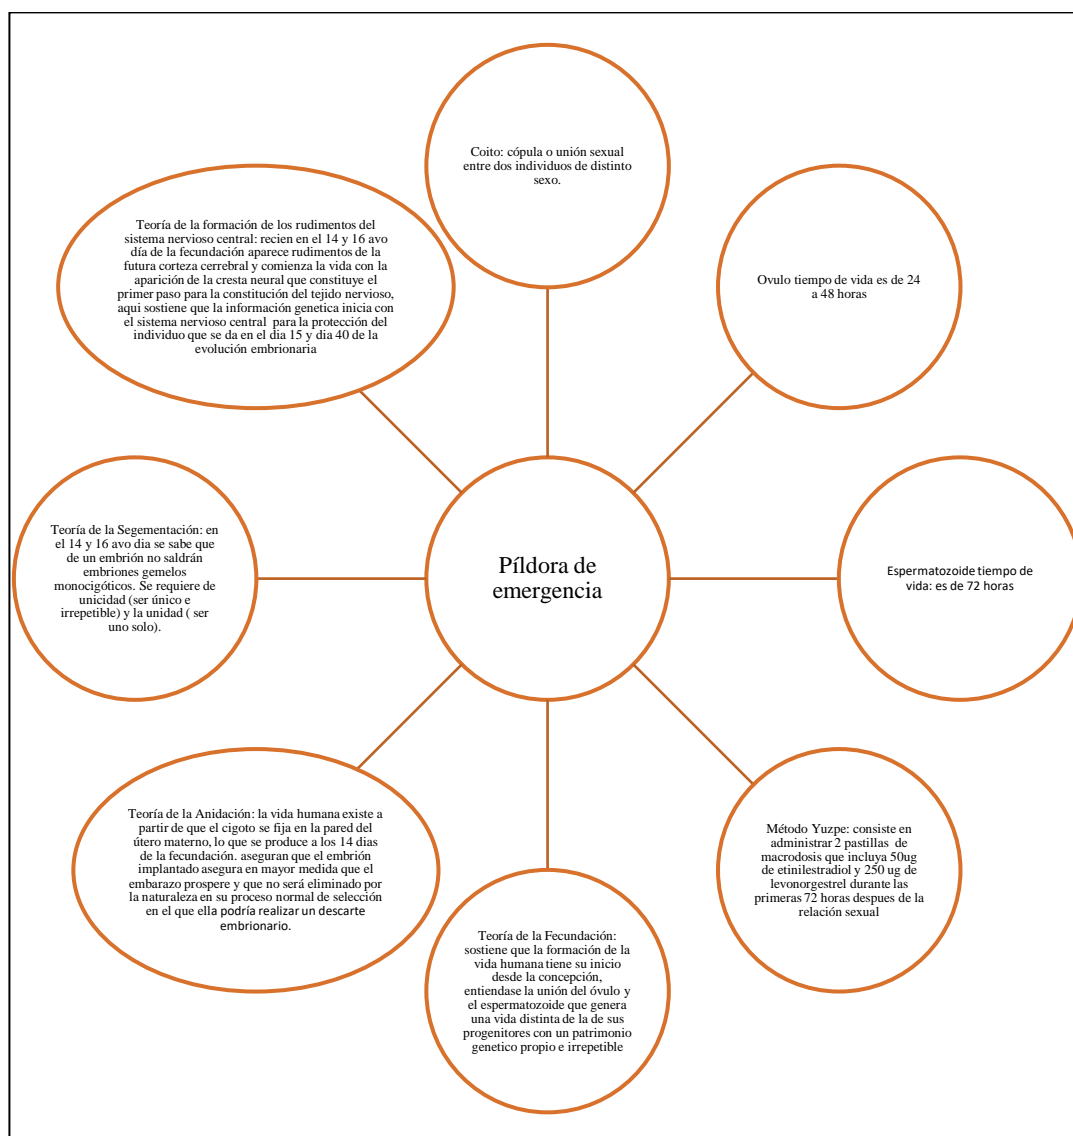 Coito: cópula o unión sexual
entre dos individuos de distinto
sexo.
Teoría de la formación de los rudimentos del
sistema nervioso central: recien en el 14 y 16 avo
día de la fecundación aparece rudimentos de la
futura corteza cerrebral y comienza la vida con la
aparición de la cresta neural que constituye el
primer paso para la constitución del tejido nervioso,
aqui sostiene que la información genetica inicia con
el sistema nervioso central para la protección del
individuo que se da en el dia 15 y dia 40 de la
evolución embrionaria
Ovulo tiempo de vida es de 24
a 48 horas
Teoría de la Segementación: en
el 14 y 16 avo dia se sabe que
de un embrión no saldrán
embriones gemelos
monocigóticos. Se requiere de
unicidad (ser único e
irrepetible) y la unidad ( ser
uno solo).
Píldora de
emergencia
Espermatozoide tiempo de
vida: es de 72 horas
Teoría de la Anidación: la vida humana existe a
partir de que el cigoto se fija en la pared del
útero materno, lo que se produce a los 14 dias
de la fecundación. aseguran que el embrión
implantado asegura en mayor medida que el
embarazo prospere y que no será eliminado por
la naturaleza en su proceso normal de selección
en el que ella podría realizar un descarte
embrionario.
Método Yuzpe: consiste en
administrar 2 pastillas de
macrodosis que incluya 50ug
de etinilestradiol y 250 ug de
levonorgestrel durante las
primeras 72 horas despues de la
relación sexual
Teoría de la Fecundación:
sostiene que la formación de la
vida humana tiene su inicio
desde la concepción,
entiendase la unión del óvulo y
el espermatozoide que genera
una vida distinta de la de sus
progenitores con un patrimonio
genetico propio e irrepetible